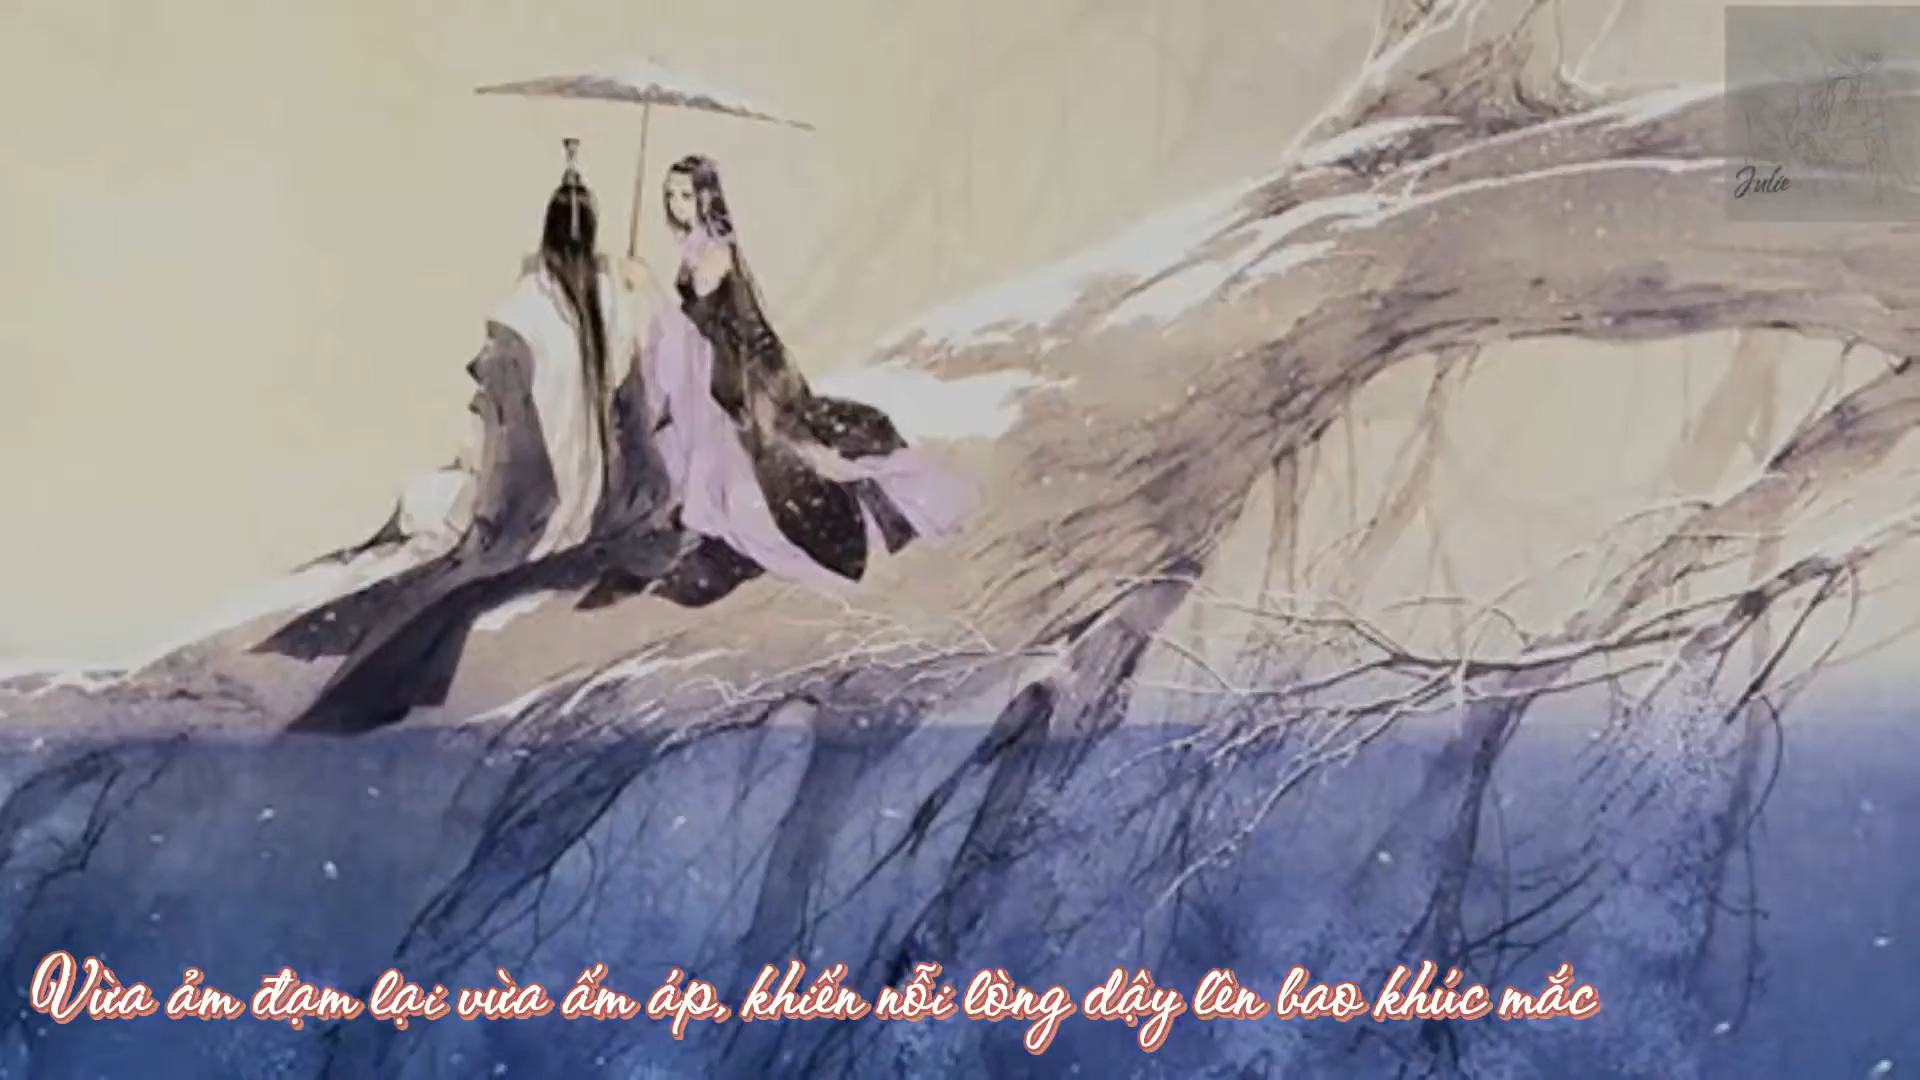 Julie
Vừa ảm đạm lại vừa ấm áp, khiến nỗi lòng dậy lên bao khúc mắc